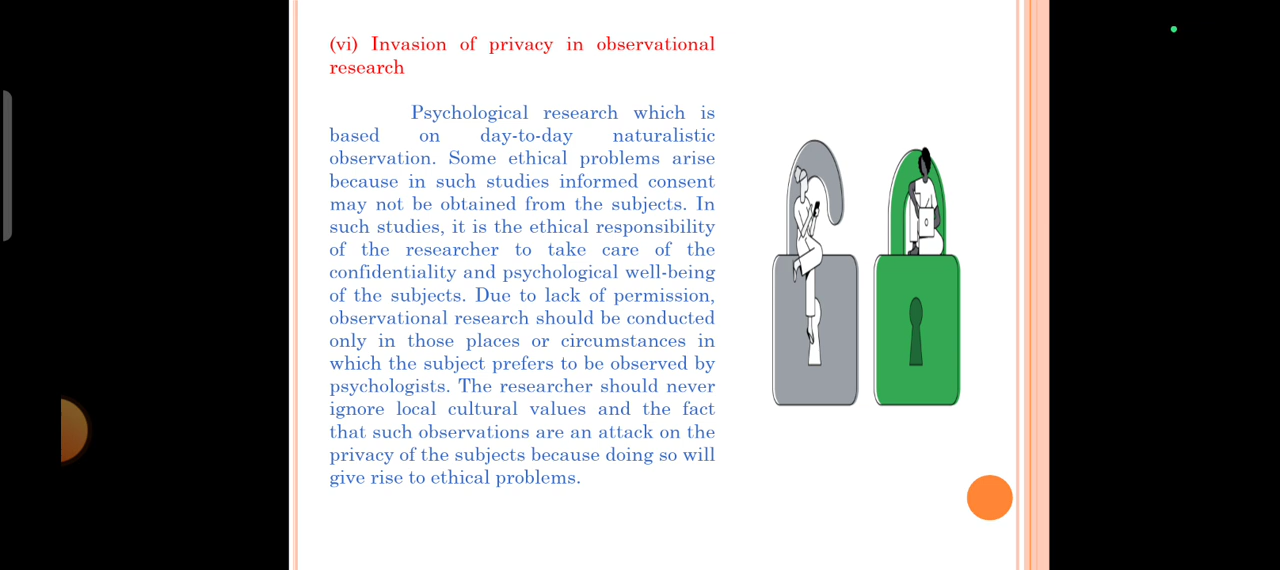 (vi) Invasion of privacy in observational
research
Psychological research which is
based on day-to-day naturalistic
observation. Some ethical problems arise
because in such studies informed consent
may not be obtained from the subjects. In
such studies, it is the ethical responsibility
of the researcher to take care of the
confidentiality and psychological well-being
of the subjects. Due to lack of permission,
observational research should be conducted
only in those places or circumstances in
which the subject prefers to be observed by
psychologists. The researcher should never
ignore local cultural values and the fact
that such observations are an attack on the
privacy of the subjects because doing so will
give rise to ethical problems.